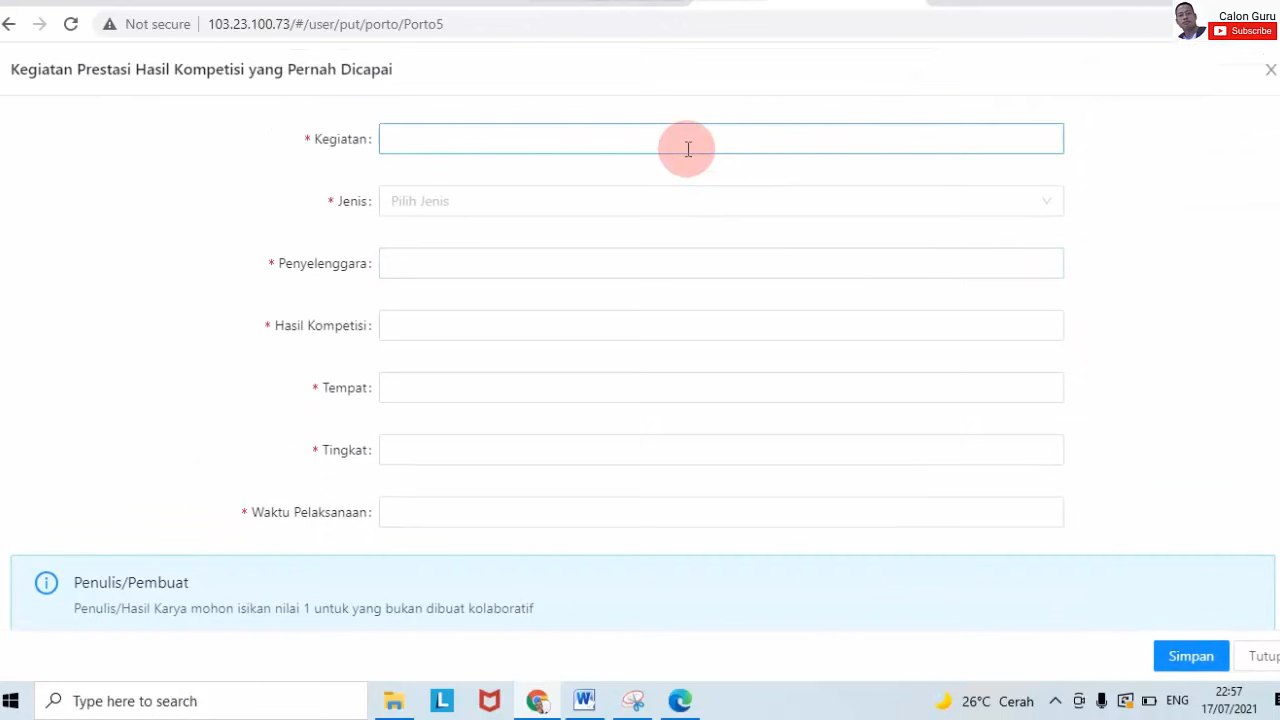 Not secure
103.23.100.73/#/user/put/porto/Porto5
Calon Guru
Subscribe
Kegiatan Prestasi Hasil Kompetisi yang Pernah Dicapai
* Kegiatan:
* Jenis:
Pilih Jenis
* Penyelenggara:
* Hasil Kompetisi:
* Tempat:
* Tingkat:
* Waktu Pelaksanaan:
Penulis/Pembuat
Penulis/Hasil Karya mohon isikan nilai 1 untuk yang bukan dibuat kolaboratif
Simpan
Tutup
Type here to search
L
W
26°C Cerah
ENG
22:57
17/07/2021